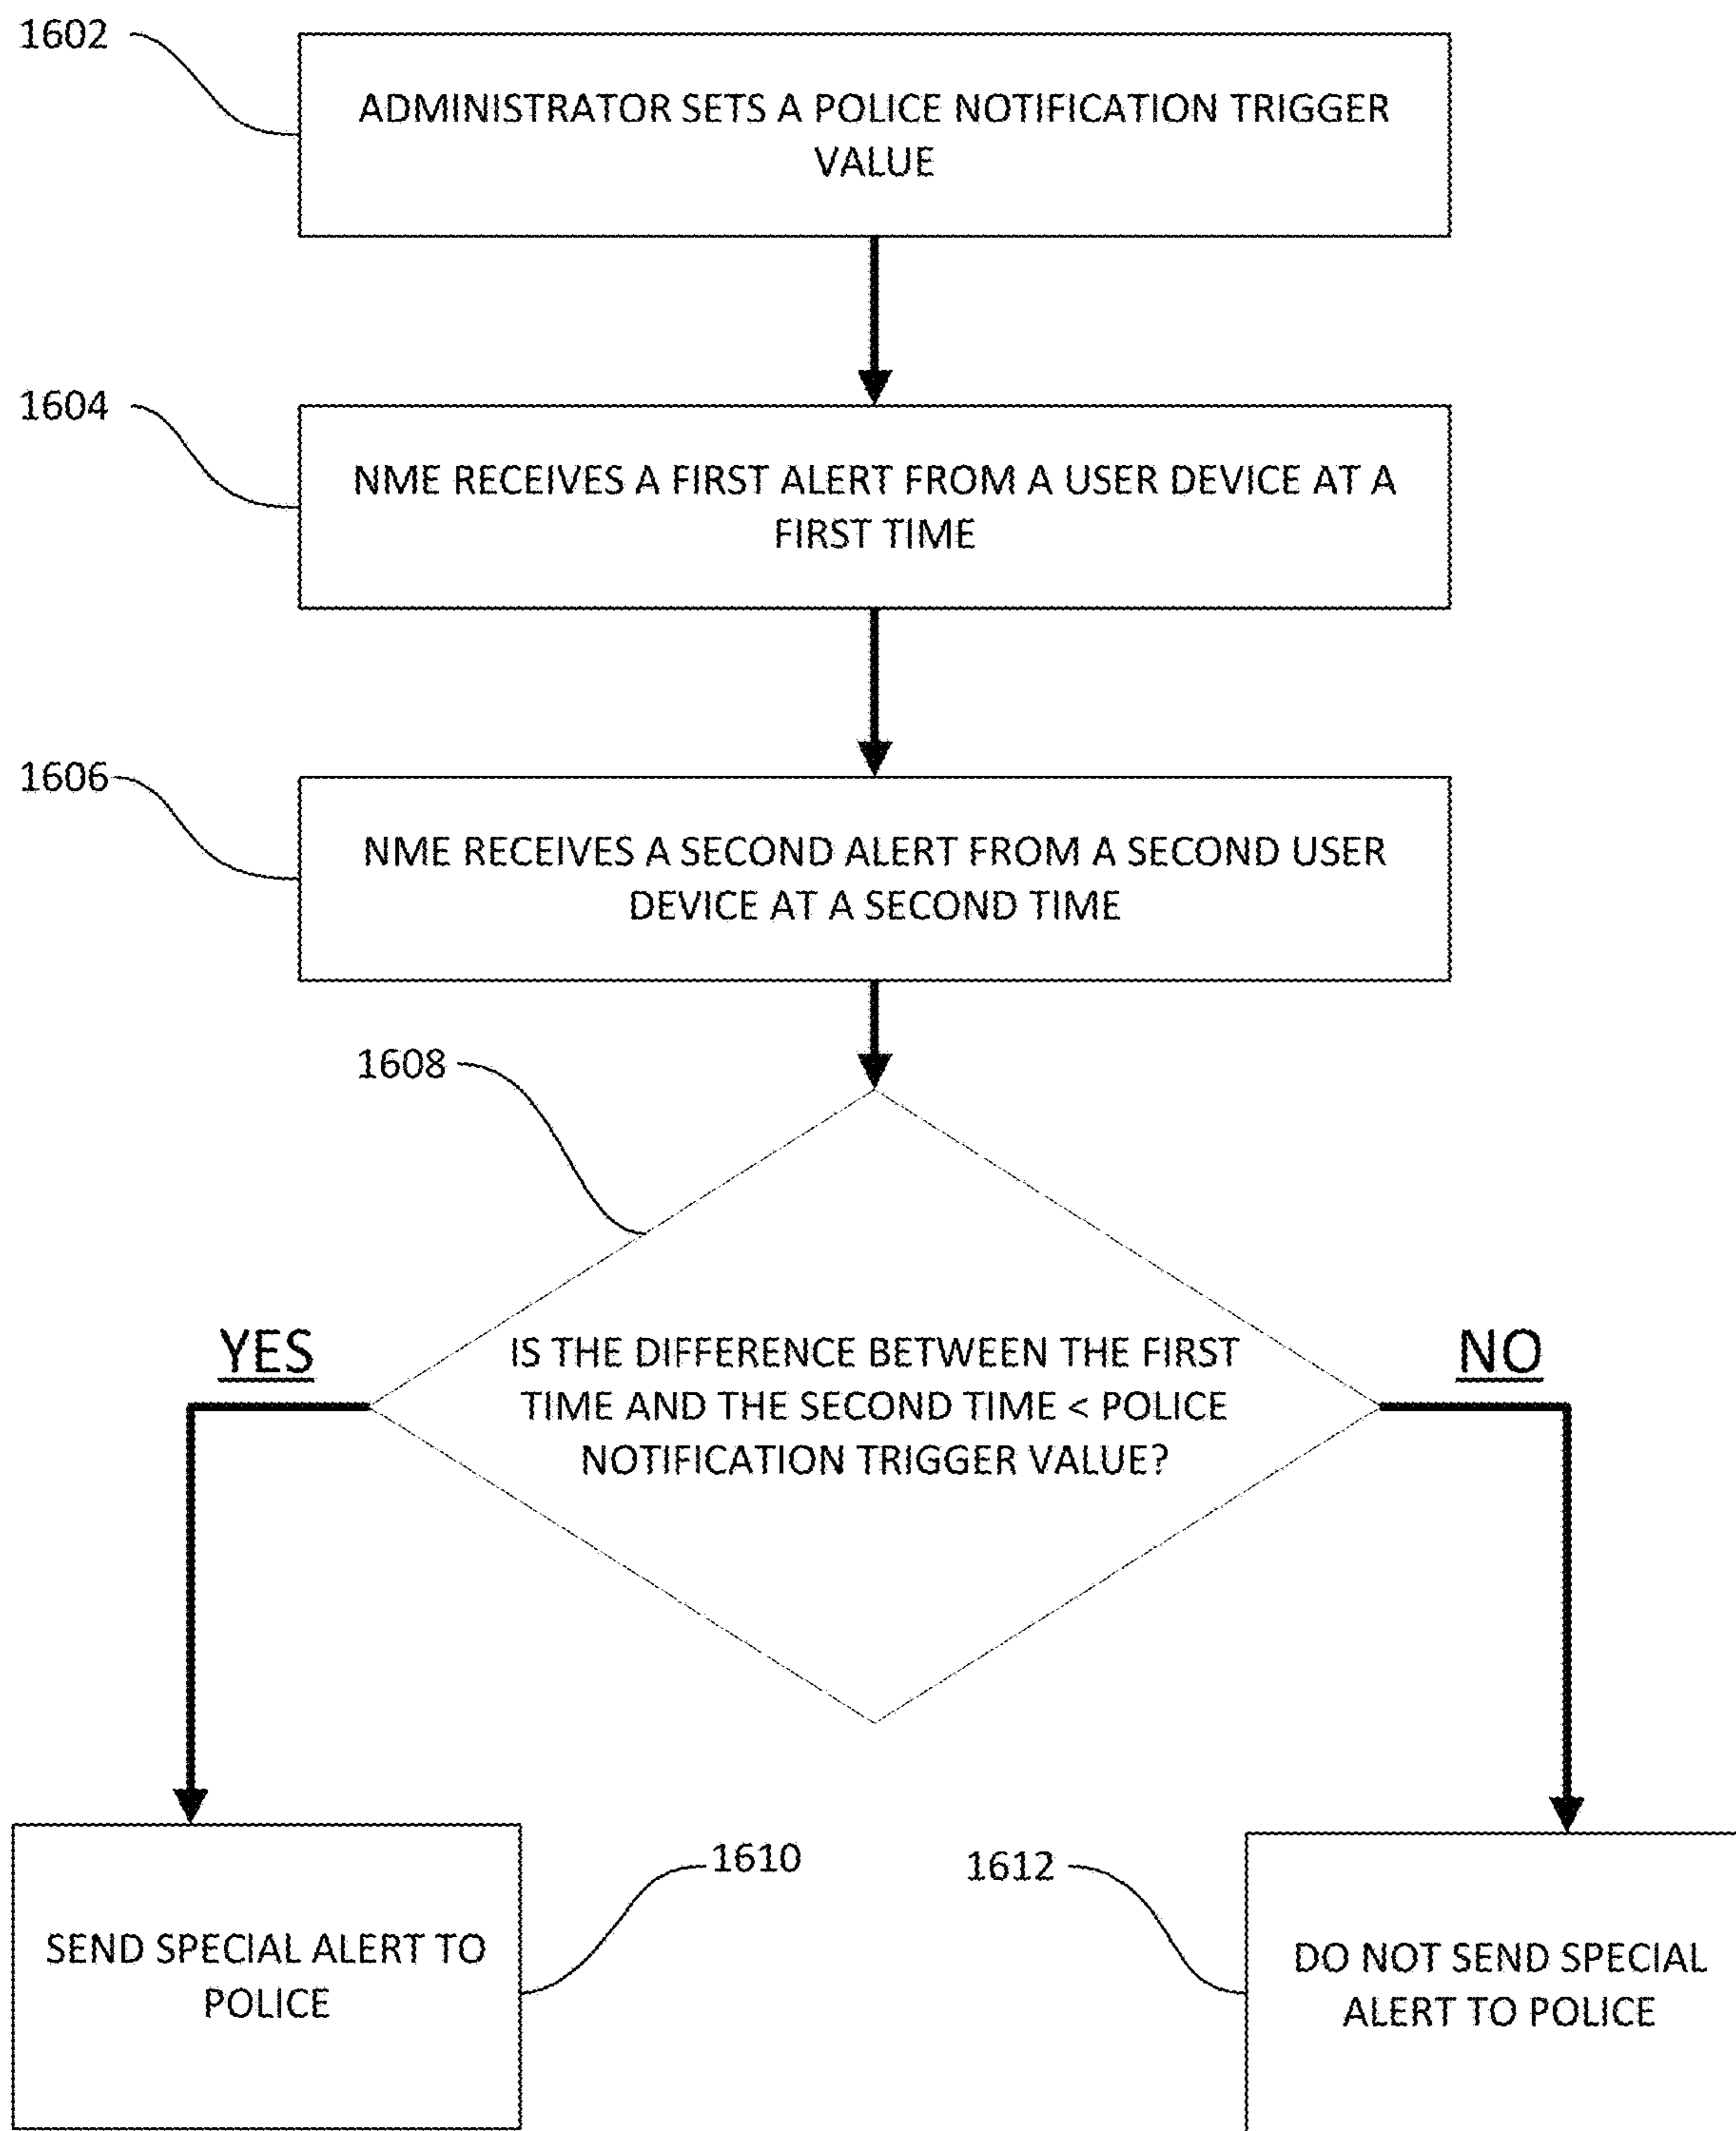 1602
ADMINISTRATOR SETS A POLICE NOTIFICATION TRIGGER
VALUE
1604
NME RECEIVES A FIRST ALERT FROM A USER DEVICE AT A
FIRST TIME
1606
NME RECEIVES A SECOND ALERT FROM A SECOND USER
DEVICE AT A SECOND TIME
1608
YES
IS THE DIFFERENCE BETWEEN THE FIRST
TIME AND THE SECOND TIME < POLICE
NOTIFICATION TRIGGER VALUE?
NO
1610
SEND SPECIAL ALERT TO
POLICE
1612
DO NOT SEND SPECIAL
ALERT TO POLICE